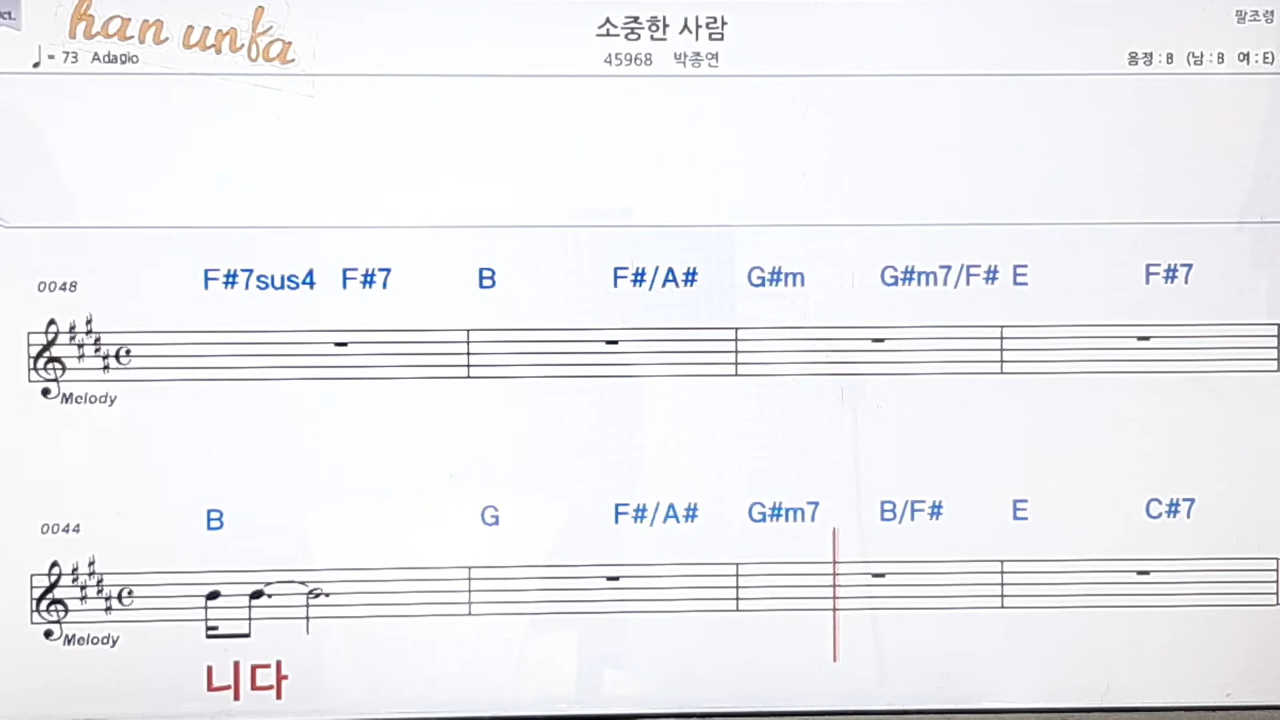 han unfa
소중한 사람
팔조령
♩= 73 Adagio
45968 박종연
음정 : B (남 : B 여 : E)
F#7sus4 F#7 B F#/A# G#m G#m7/F# E F#7
0048
Melody
B G F#/A# G#m7 B/F# E C#7
0044
Melody
니다